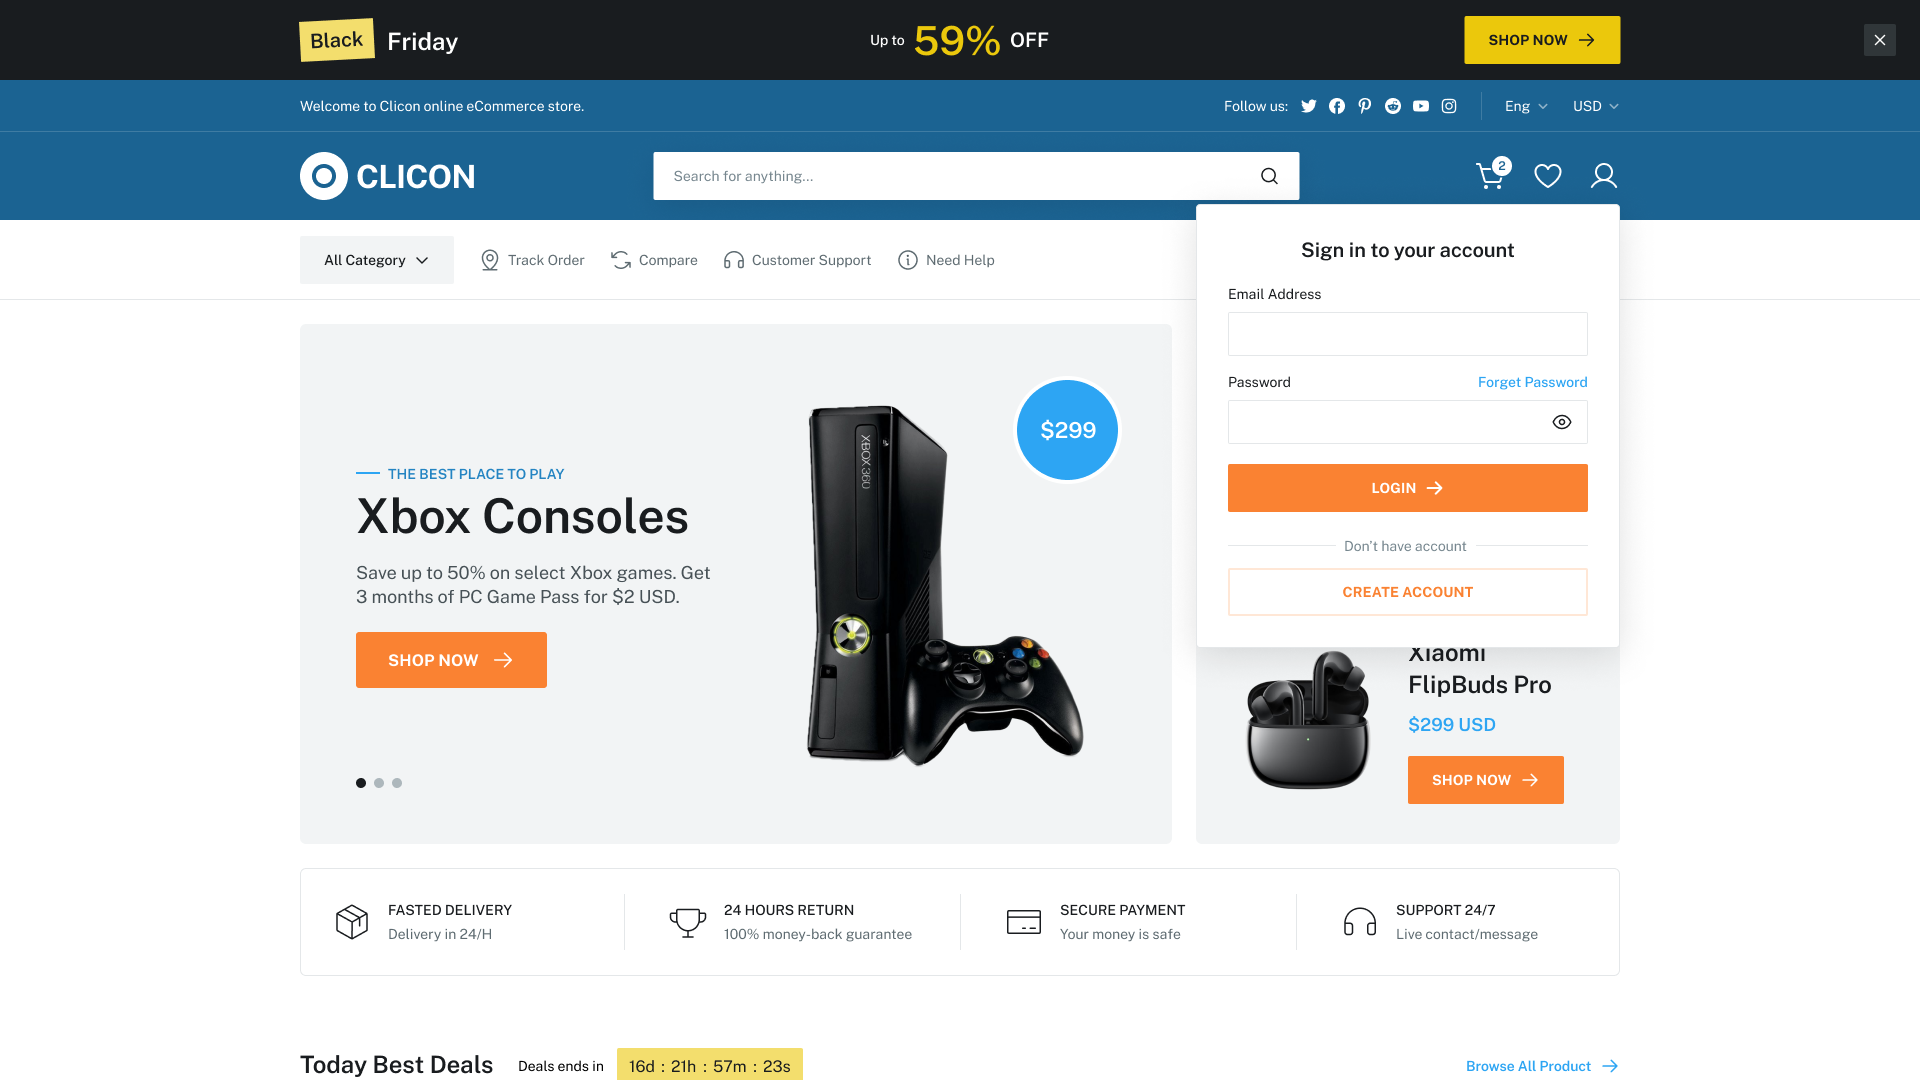 Black Friday
Up to 59% OFF
SHOP NOW
Welcome to Clicon online eCommerce store.
Follow us:
Eng
USD
CLICON
Search for anything...
2
All Category
Track Order
Compare
Customer Support
Need Help
Sign in to your account
Email Address
Password
Forget Password
LOGIN
Don't have account
CREATE ACCOUNT
THE BEST PLACE TO PLAY
Xbox Consoles
Save up to 50% on select Xbox games. Get
3 months of PC Game Pass for $2 USD.
SHOP NOW
$299
XBOX 360
Xiaomi
FlipBuds Pro
$299 USD
SHOP NOW
FASTED DELIVERY
Delivery in 24/H
24 HOURS RETURN
100% money-back guarantee
SECURE PAYMENT
Your money is safe
SUPPORT 24/7
Live contact/message
Today Best Deals
Deals ends in
16d : 21h : 57m : 23s
Browse All Product